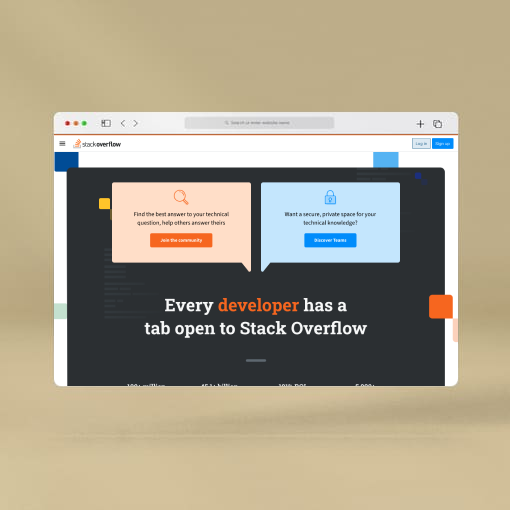 Search or enter website name
stackoverflow
Log in
Sign up
Find the best answer to your technical
question, help others answer theirs
Join the community
Want a secure, private space for your
technical knowledge?
Discover Teams
Every developer has a
tab open to Stack Overflow